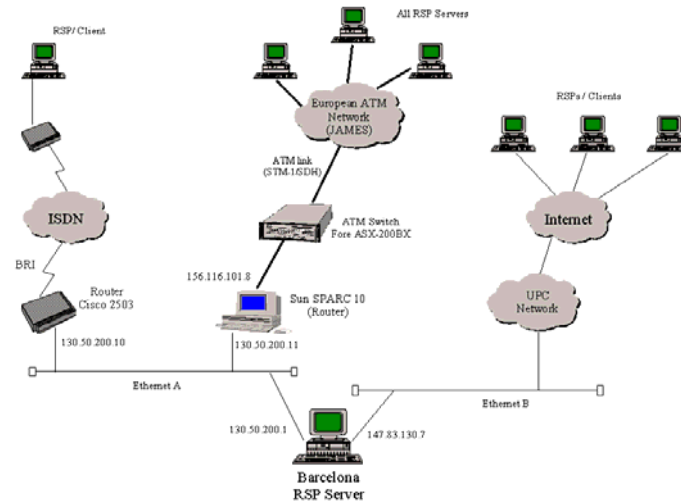 RSP/ Client
All RSP Servers
European ATM
Network
(JAMES)
RSPs / Clients
ATM link
(STM-1/SDH)
ISDN
ATM Switch
Fore ASX-200BX
Internet
BRI
156.116.101.8
Router
Cisco 2503
Sun SPARC 10
(Router)
UPC
Network
130.50.200.10
130.50.200.11
Ethernet A
Ethernet B
130.50.200.1
147.83.130.7
Barcelona
RSP Server